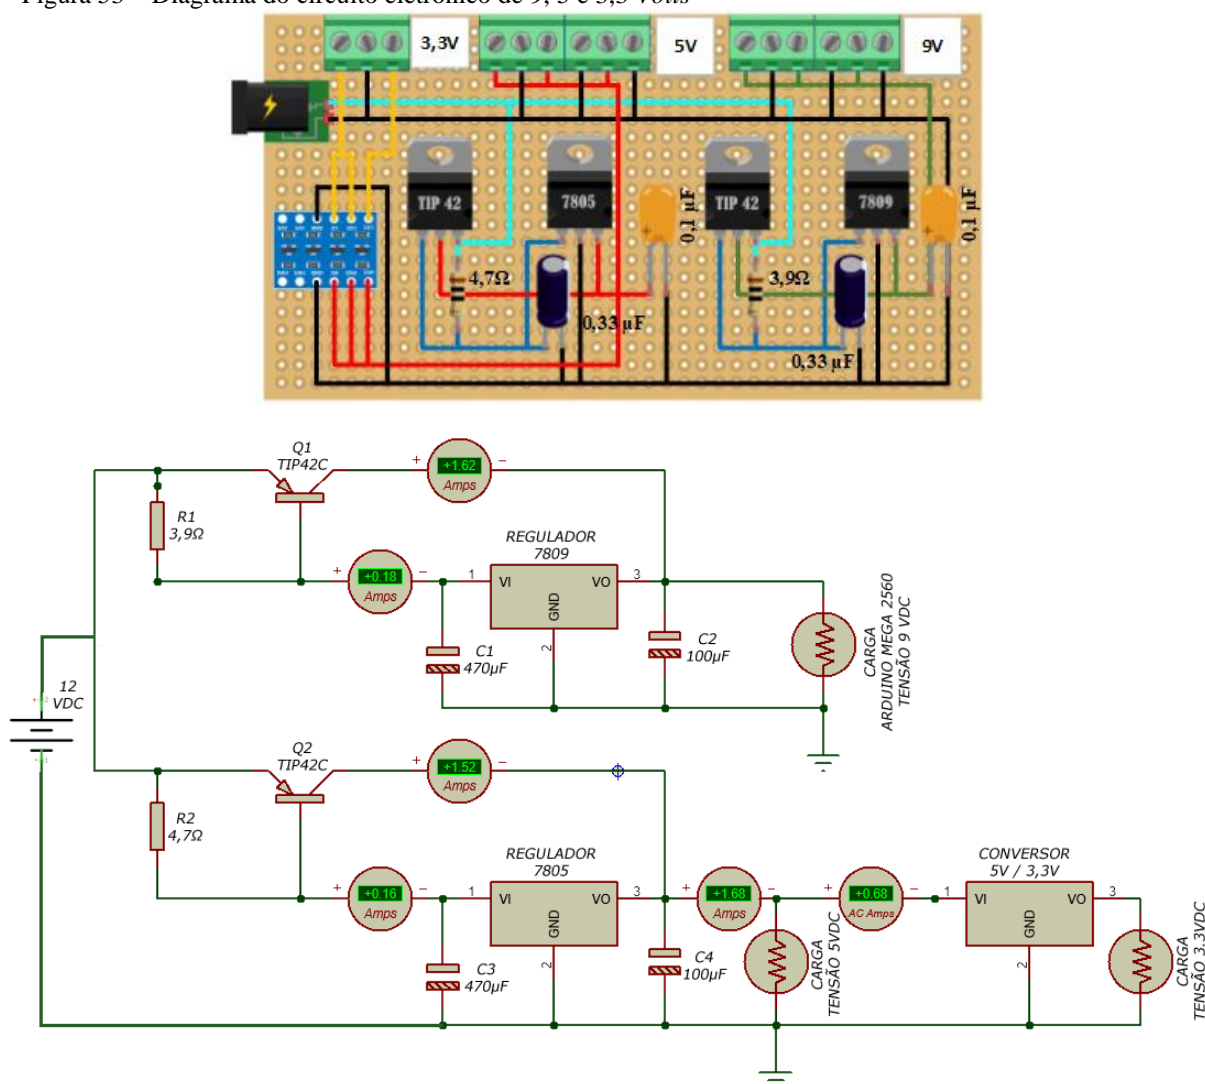 Figura 53 – Diagrama do circuito eletrônico de 9, 5 e 3,3 Volts
3,3V
5V
9V
TIP 42
7805
0,1 µF
TIP 42
7809
0,1 µF
4,7Ω
0,33 µF
3,9Ω
0,33 µF
Q1
TIP42C
+ +1.62 −
Amps
R1
3,9Ω
REGULADOR
7809
+ +0.18 −
Amps
1 VI VO 3
GND
2
C1
470µF
C2
100µF
CARGA
ARDUINO MEGA 2560
TENSÃO 9 VDC
12
VDC
Q2
TIP42C
+ +1.52 −
Amps
R2
4,7Ω
REGULADOR
7805
CONVERSOR
5V / 3,3V
+ +0.16 −
Amps
1 VI VO 3
GND
2
+ +1.68 −
Amps
+ +0.68 −
AC Amps
1 VI VO 3
GND
2
C3
470µF
C4
100µF
CARGA
TENSÃO 5VDC
CARGA
TENSÃO 3.3VDC